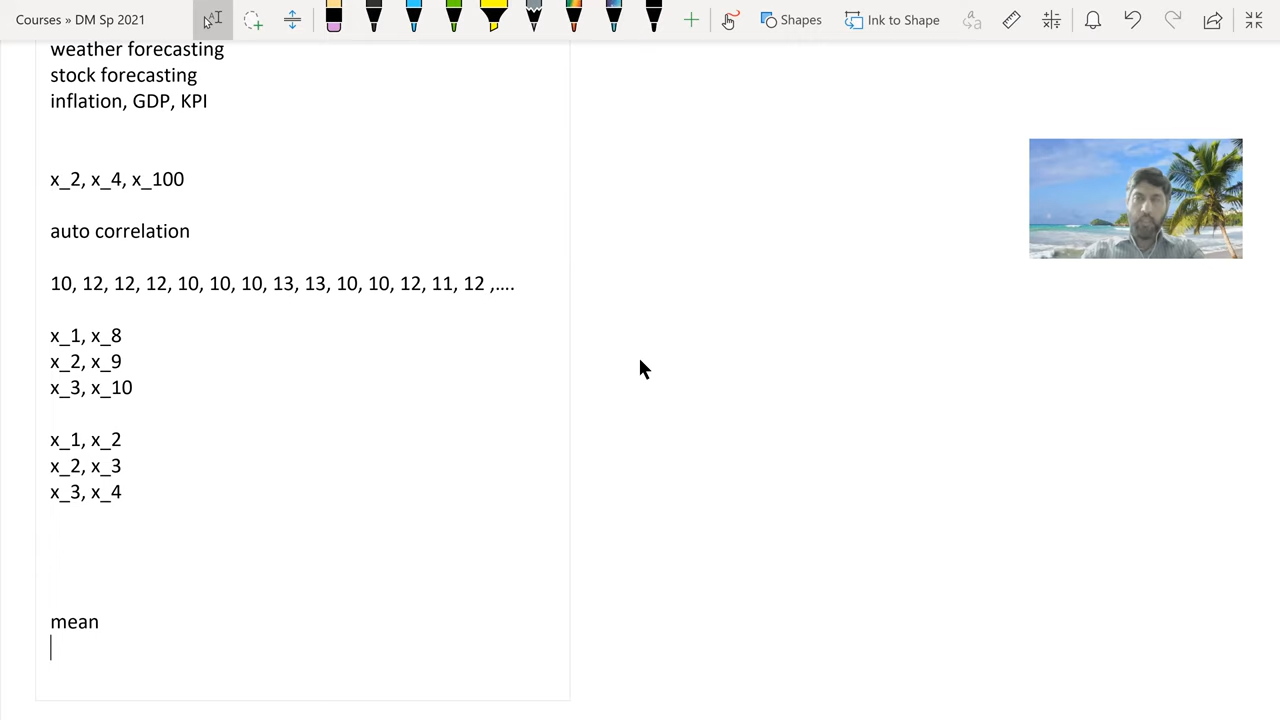 Courses » DM Sp 2021
Shapes
Ink to Shape
weather forecasting
stock forecasting
inflation, GDP, KPI
x_2, x_4, x_100
auto correlation
10, 12, 12, 12, 10, 10, 10, 13, 13, 10, 10, 12, 11, 12 ,....
x_1, x_8
x_2, x_9
x_3, x_10
x_1, x_2
x_2, x_3
x_3, x_4
mean